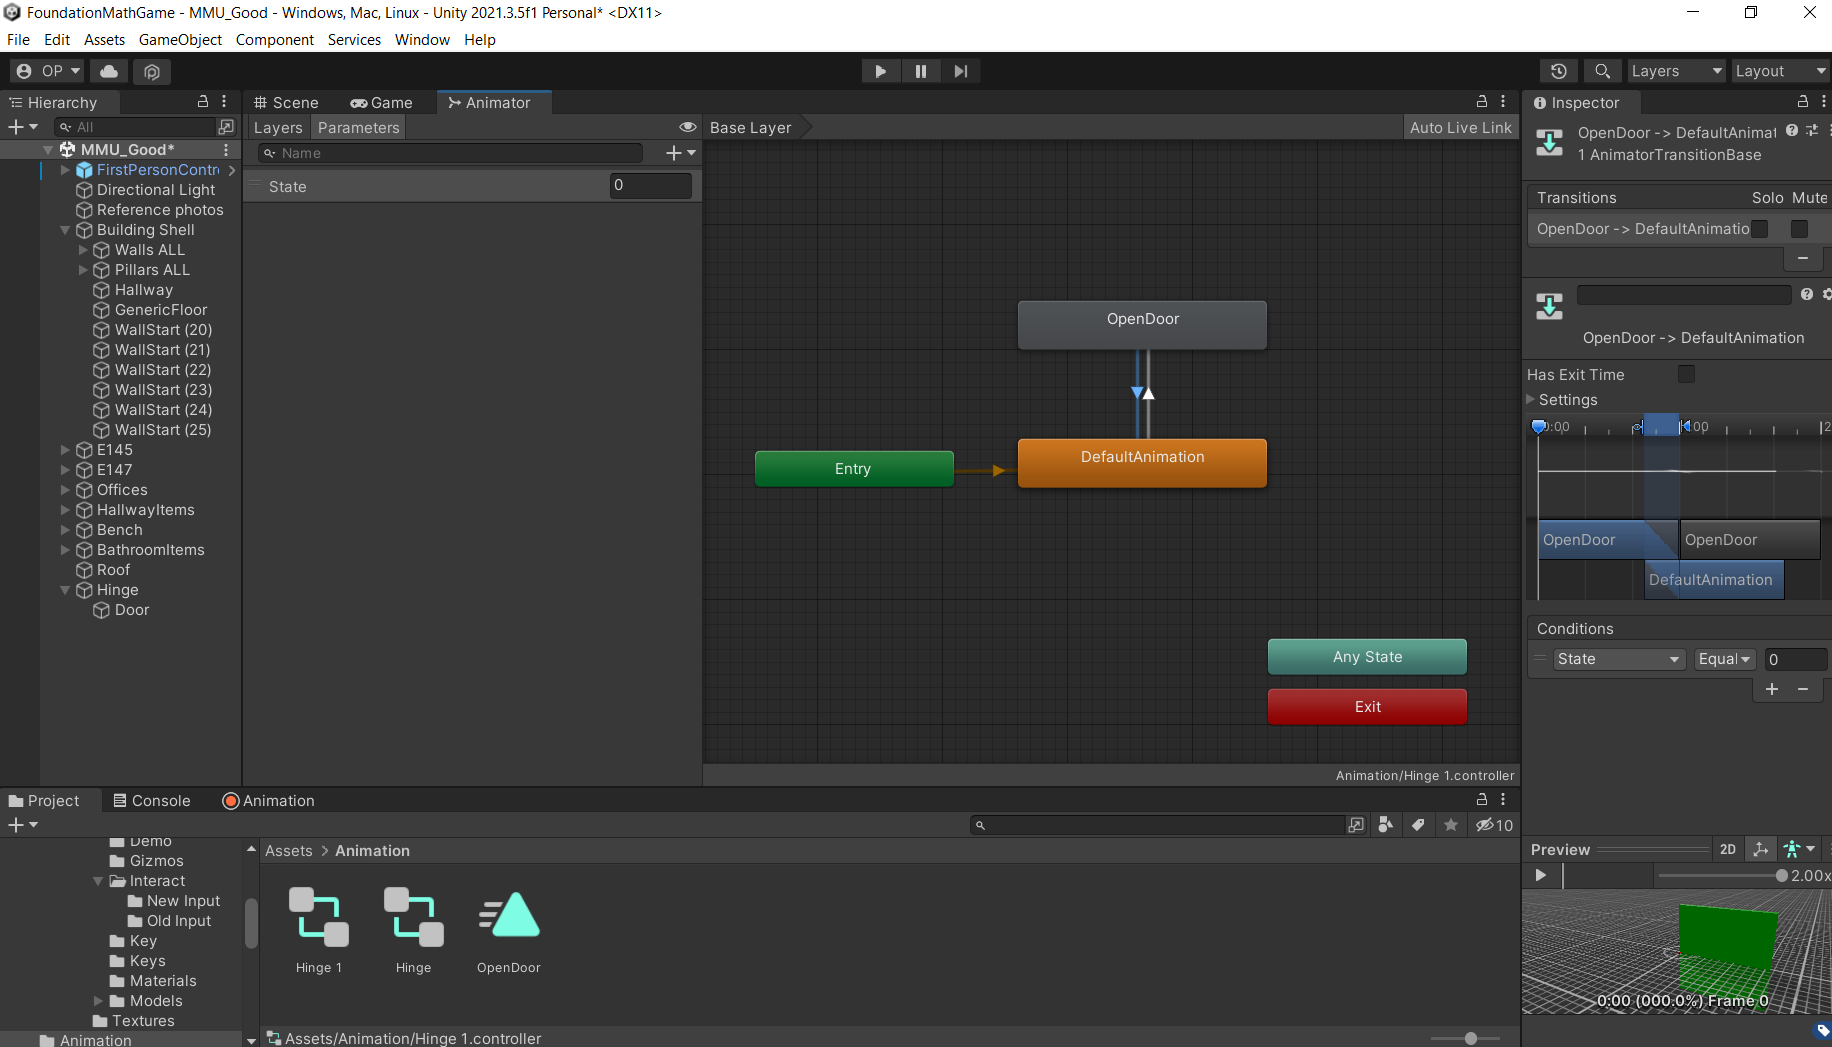 FoundationMathGame - MMU_Good - Windows, Mac, Linux - Unity 2021.3.5f1 Personal* <DX11>
File Edit Assets GameObject Component Services Window Help
OP Layers Layout
Hierarchy
All
MMU_Good*
FirstPersonContr
Directional Light
Reference photos
Building Shell
Walls ALL
Pillars ALL
Hallway
GenericFloor
WallStart (20)
WallStart (21)
WallStart (22)
WallStart (23)
WallStart (24)
WallStart (25)
E145
E147
Offices
HallwayItems
Bench
BathroomItems
Roof
Hinge
Door
Scene Game Animator
Layers Parameters Base Layer Auto Live Link
Name
State 0
OpenDoor
DefaultAnimation
Entry
Any State
Exit
Animation/Hinge 1.controller
Inspector
OpenDoor -> DefaultAnimat
1 AnimatorTransitionBase
Transitions Solo Mute
OpenDoor -> DefaultAnimatio
OpenDoor -> DefaultAnimation
Has Exit Time
Settings
0:00 :00 2
OpenDoor OpenDoor
DefaultAnimation
Conditions
State Equal 0
Preview 2D
2.00x
0:00 (000.0%) Frame 0
Project Console Animation
10
Demo
Gizmos
Interact
New Input
Old Input
Key
Keys
Materials
Models
Textures
Animation
Assets > Animation
Hinge 1 Hinge OpenDoor
Assets/Animation/Hinge 1.controller